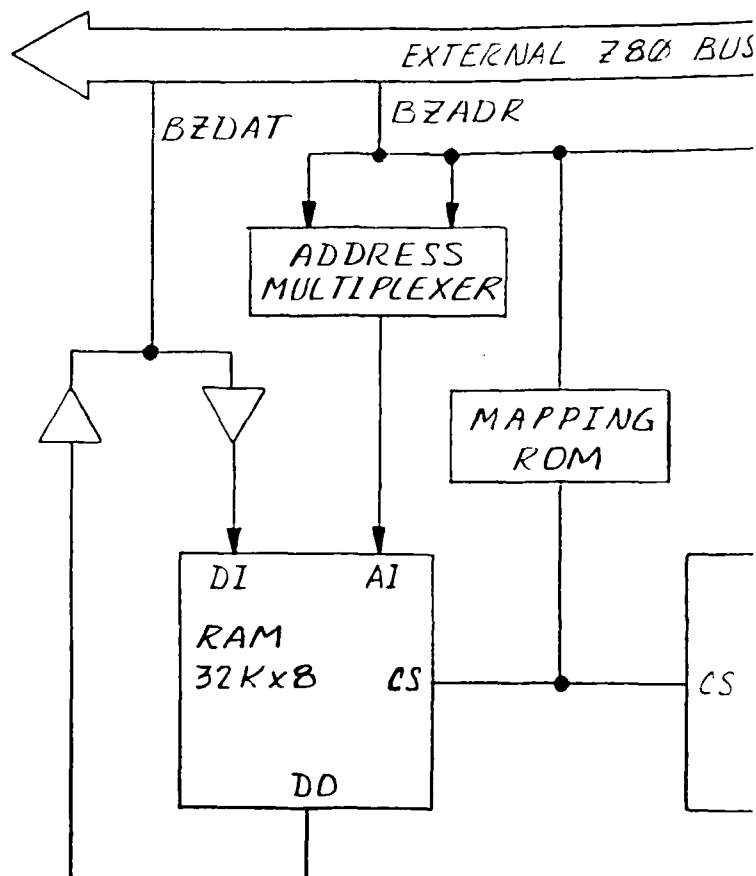 EXTERNAL Z80 BUS
BZDAT
BZADR
ADDRESS
MULTIPLEXER
MAPPING
ROM
DI
AI
RAM
32Kx8
CS
CS
DO